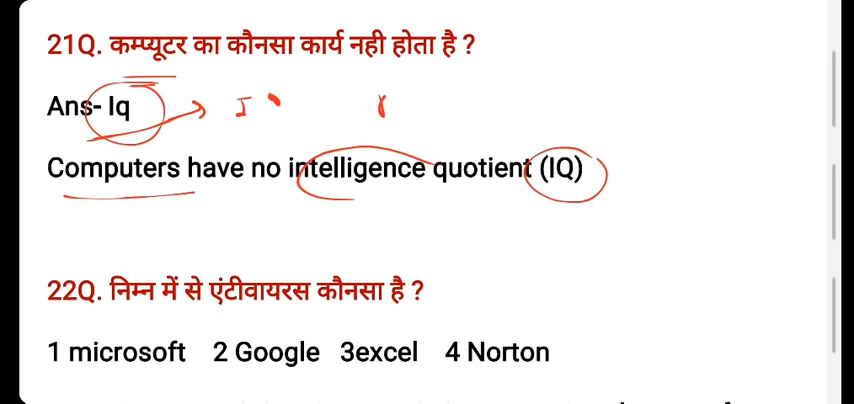 21Q. कम्प्यूटर का कौनसा कार्य नही होता है ?
Ans- Iq
Computers have no intelligence quotient (IQ)
22Q. निम्न में से एंटीवायरस कौनसा है ?
1 microsoft 2 Google 3excel 4 Norton